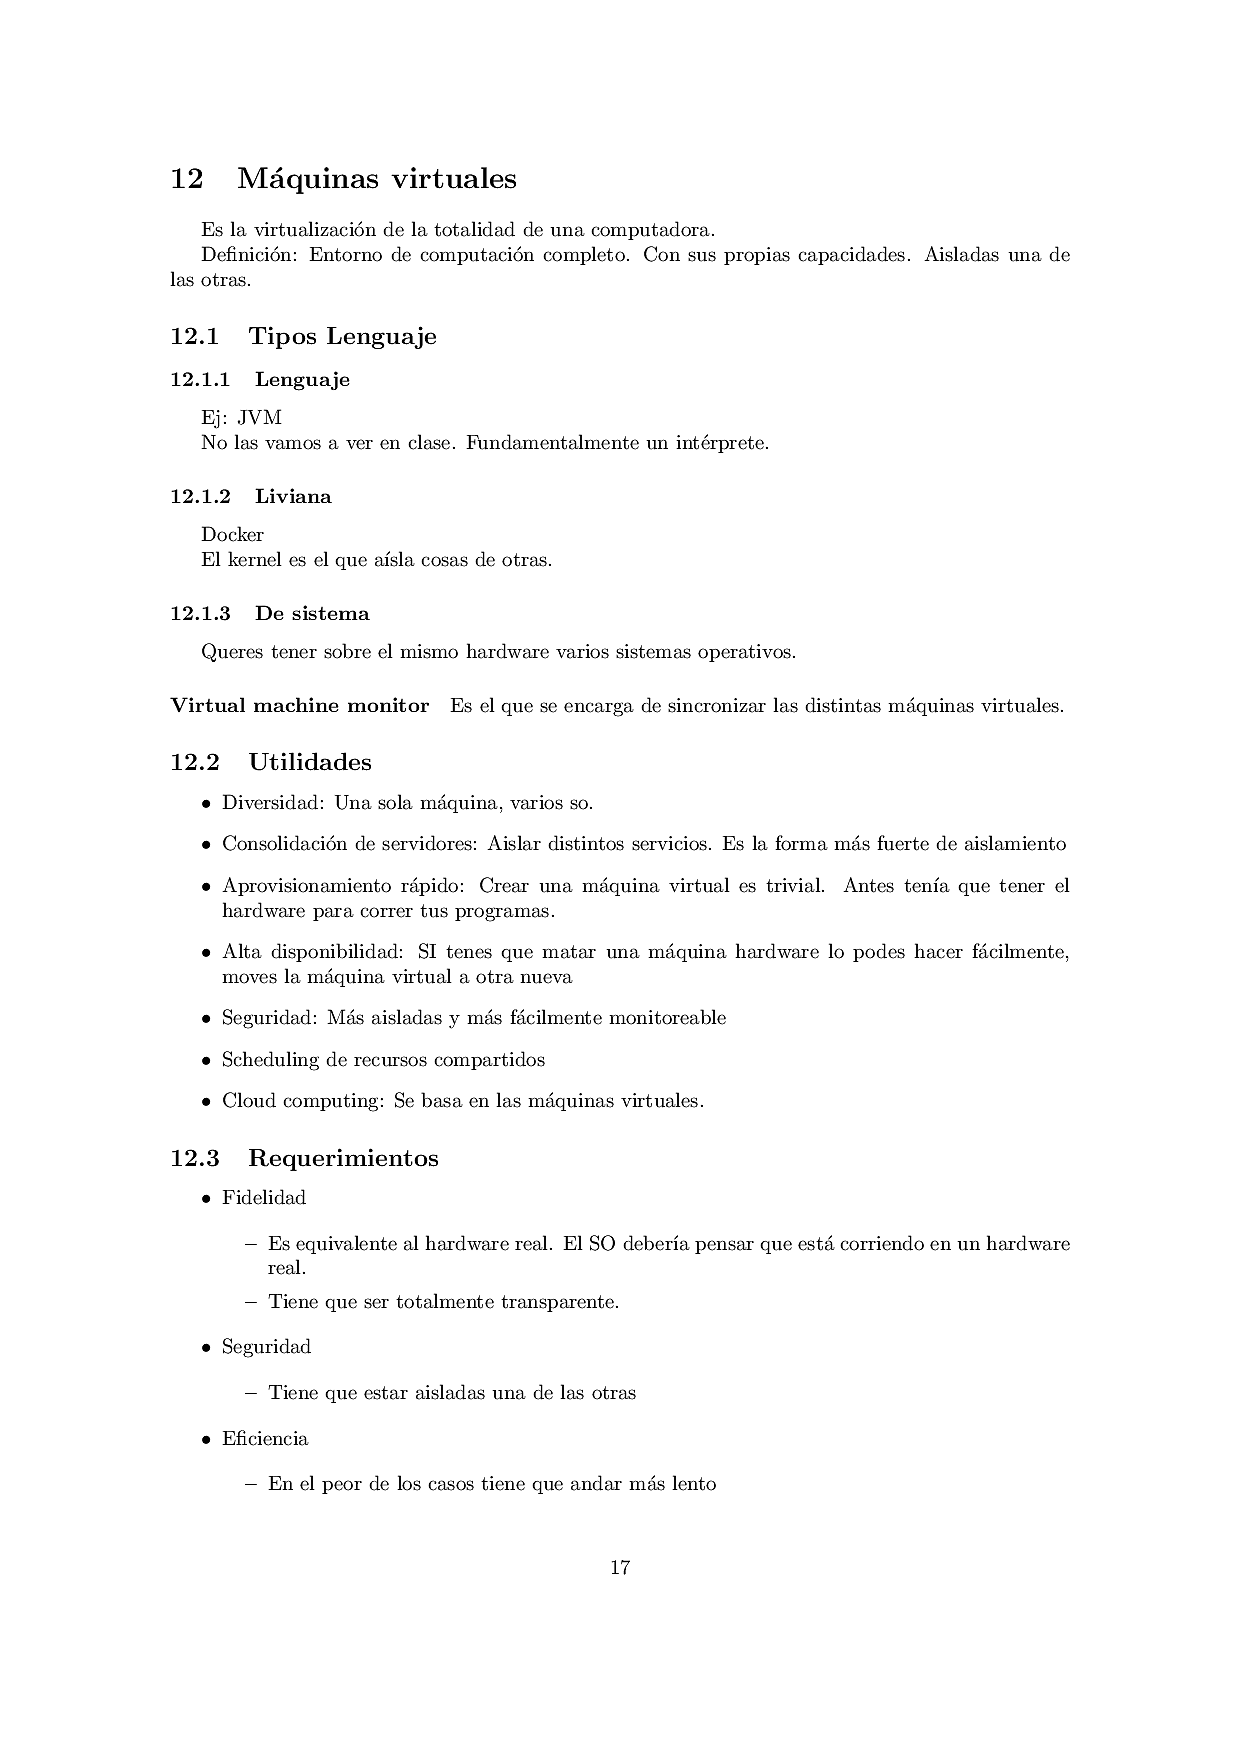 12 Máquinas virtuales
Es la virtualización de la totalidad de una computadora.
Definición: Entorno de computación completo. Con sus propias capacidades. Aisladas una de
las otras.
12.1 Tipos Lenguaje
12.1.1 Lenguaje
Ej: JVM
No las vamos a ver en clase. Fundamentalmente un intérprete.
12.1.2 Liviana
Docker
El kernel es el que aísla cosas de otras.
12.1.3 De sistema
Queres tener sobre el mismo hardware varios sistemas operativos.
Virtual machine monitor Es el que se encarga de sincronizar las distintas máquinas virtuales.
12.2 Utilidades
• Diversidad: Una sola máquina, varios so.
• Consolidación de servidores: Aislar distintos servicios. Es la forma más fuerte de aislamiento
• Aprovisionamiento rápido: Crear una máquina virtual es trivial. Antes tenía que tener el
hardware para correr tus programas.
• Alta disponibilidad: SI tenes que matar una máquina hardware lo podes hacer fácilmente,
moves la máquina virtual a otra nueva
• Seguridad: Más aisladas y más fácilmente monitoreable
• Scheduling de recursos compartidos
• Cloud computing: Se basa en las máquinas virtuales.
12.3 Requerimientos
• Fidelidad
– Es equivalente al hardware real. El SO debería pensar que está corriendo en un hardware
real.
– Tiene que ser totalmente transparente.
• Seguridad
– Tiene que estar aisladas una de las otras
• Eficiencia
– En el peor de los casos tiene que andar más lento
17